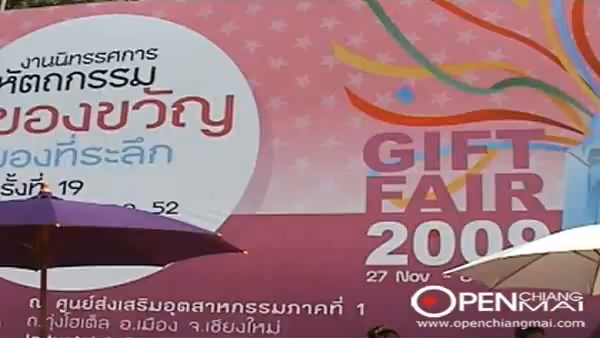 งานนิทรรศการ
หัตถกรรม
ของขวัญ
ของที่ระลึก
ครั้งที่ 19
52
GIFT
FAIR
2009
27 Nov -
ณ ศูนย์ส่งเสริมอุตสาหกรรมภาคที่ 1
ถ.ทุ่งโฮเต็ล อ.เมือง จ.เชียงใหม่
OPEN CHIANG MAI
www.openchiangmai.com